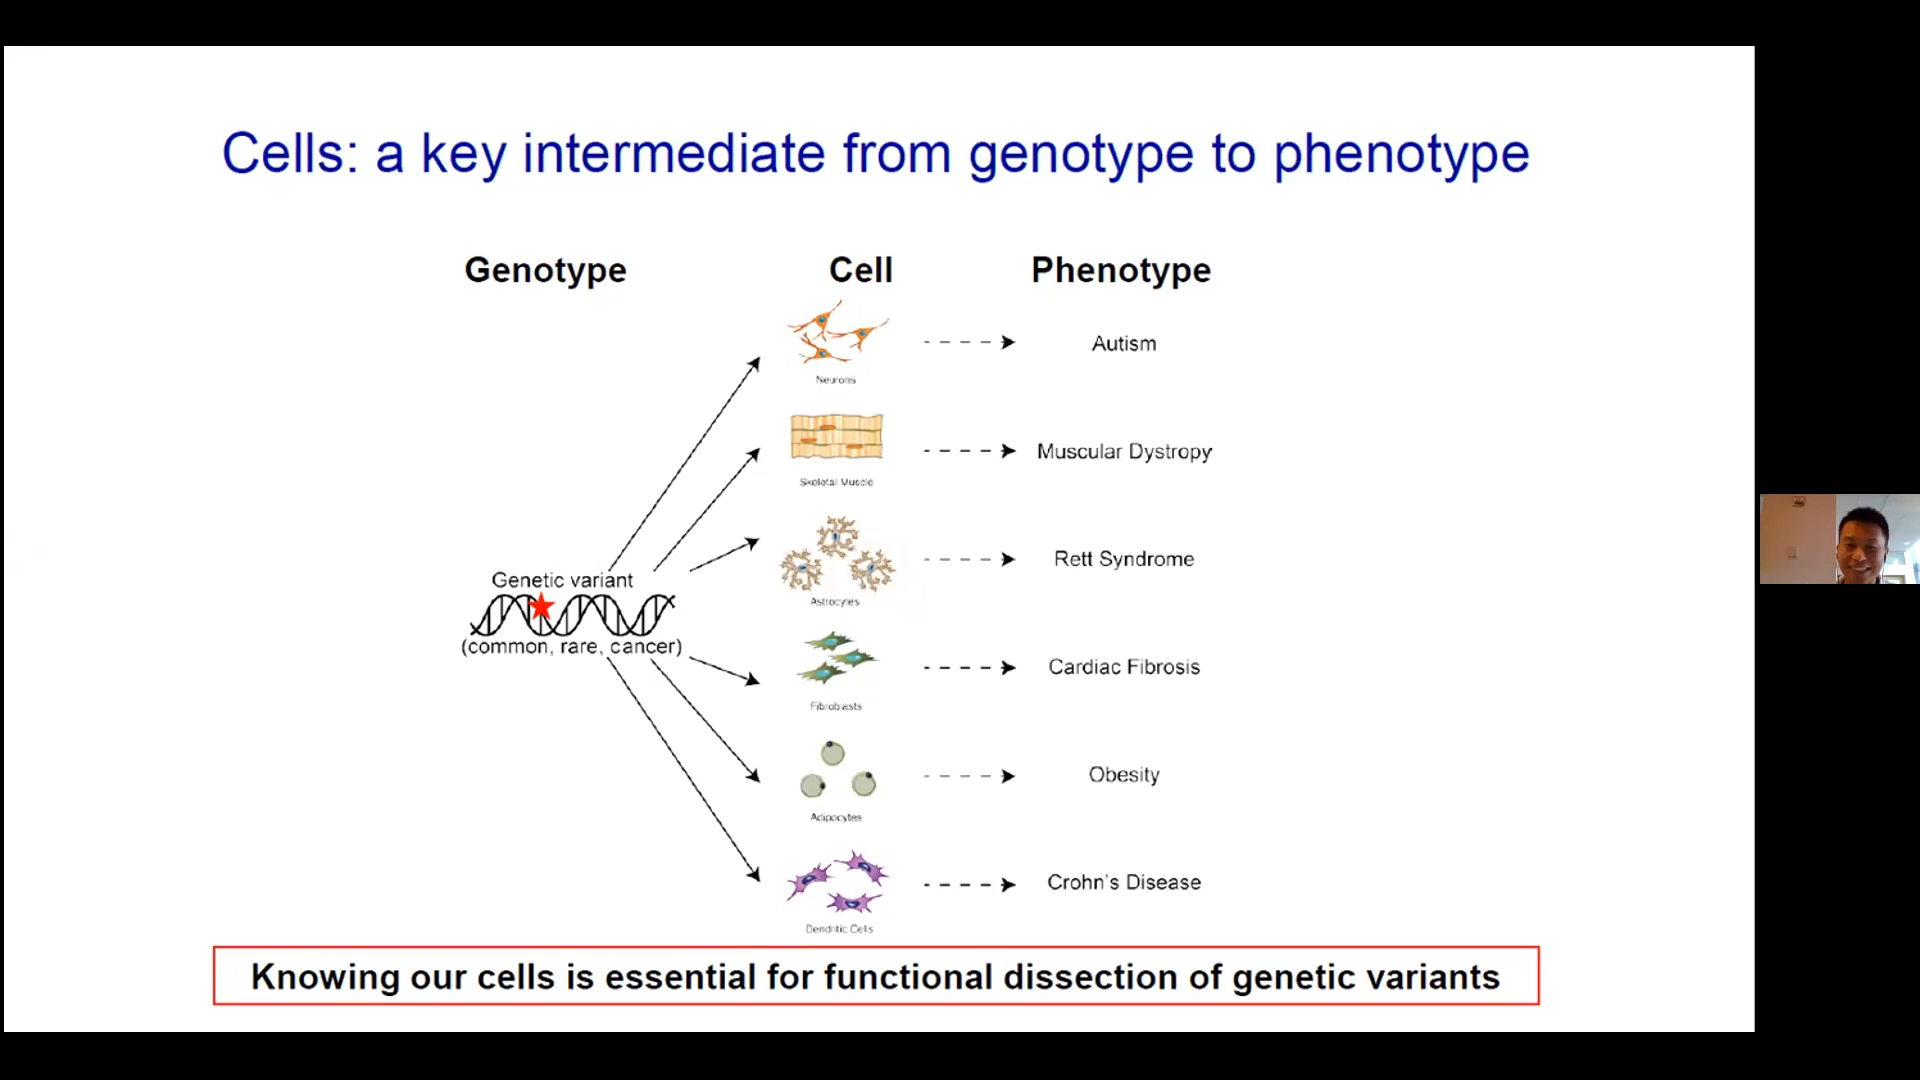 Cells: a key intermediate from genotype to phenotype
Genotype
Cell
Phenotype
Neurons
Autism
Skeletal Muscle
Muscular Dystropy
Astrocytes
Rett Syndrome
Genetic variant
(common, rare, cancer)
Fibroblasts
Cardiac Fibrosis
Adipocytes
Obesity
Dendritic Cells
Crohn's Disease
Knowing our cells is essential for functional dissection of genetic variants